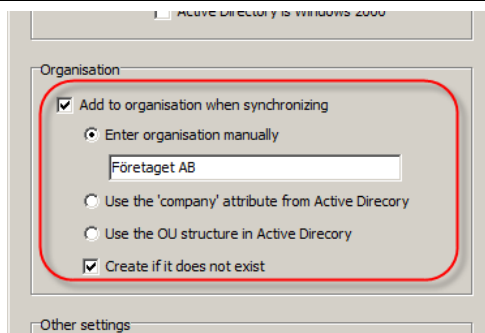 Active Directory is Windows 2000
Organisation
Add to organisation when synchronizing
Enter organisation manually
Företaget AB
Use the 'company' attribute from Active Direcory
Use the OU structure in Active Direcory
Create if it does not exist
Other settings